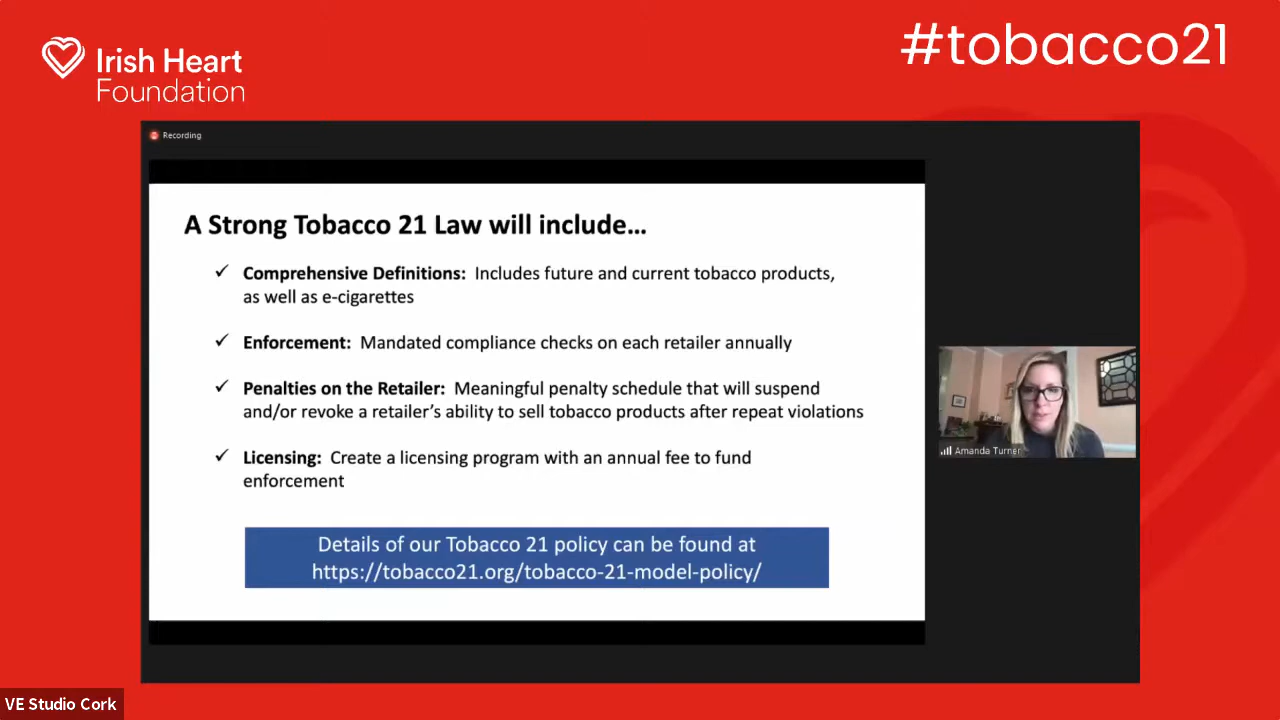 Irish Heart
Foundation
#tobacco21
Recording
A Strong Tobacco 21 Law will include...
✓ Comprehensive Definitions: Includes future and current tobacco products,
as well as e-cigarettes
✓ Enforcement: Mandated compliance checks on each retailer annually
✓ Penalties on the Retailer: Meaningful penalty schedule that will suspend
and/or revoke a retailer's ability to sell tobacco products after repeat violations
✓ Licensing: Create a licensing program with an annual fee to fund
enforcement
Details of our Tobacco 21 policy can be found at
https://tobacco21.org/tobacco-21-model-policy/
Amanda Turner
VE Studio Cork